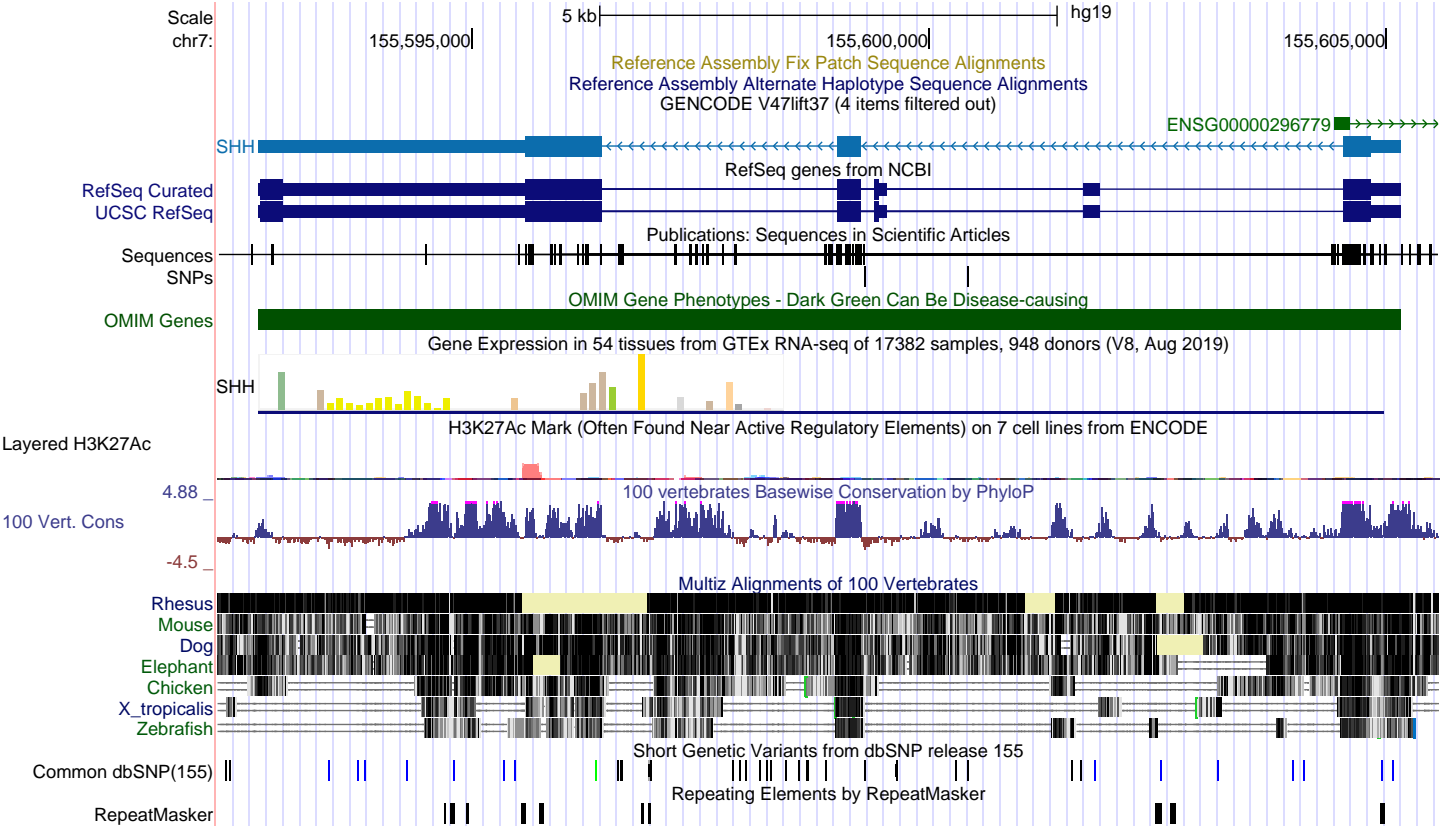 Scale 5 kb hg19
chr7: 155,595,000 155,600,000 155,605,000
Reference Assembly Fix Patch Sequence Alignments
Reference Assembly Alternate Haplotype Sequence Alignments
GENCODE V47lift37 (4 items filtered out)
ENSG00000296779
SHH
RefSeq genes from NCBI
RefSeq Curated
UCSC RefSeq
Publications: Sequences in Scientific Articles
Sequences
SNPs
OMIM Gene Phenotypes - Dark Green Can Be Disease-causing
OMIM Genes
Gene Expression in 54 tissues from GTEx RNA-seq of 17382 samples, 948 donors (V8, Aug 2019)
SHH
H3K27Ac Mark (Often Found Near Active Regulatory Elements) on 7 cell lines from ENCODE
Layered H3K27Ac
100 vertebrates Basewise Conservation by PhyloP
4.88 _
100 Vert. Cons
-4.5 _
Multiz Alignments of 100 Vertebrates
Rhesus
Mouse
Dog
Elephant
Chicken
X_tropicalis
Zebrafish
Short Genetic Variants from dbSNP release 155
Common dbSNP(155)
Repeating Elements by RepeatMasker
RepeatMasker